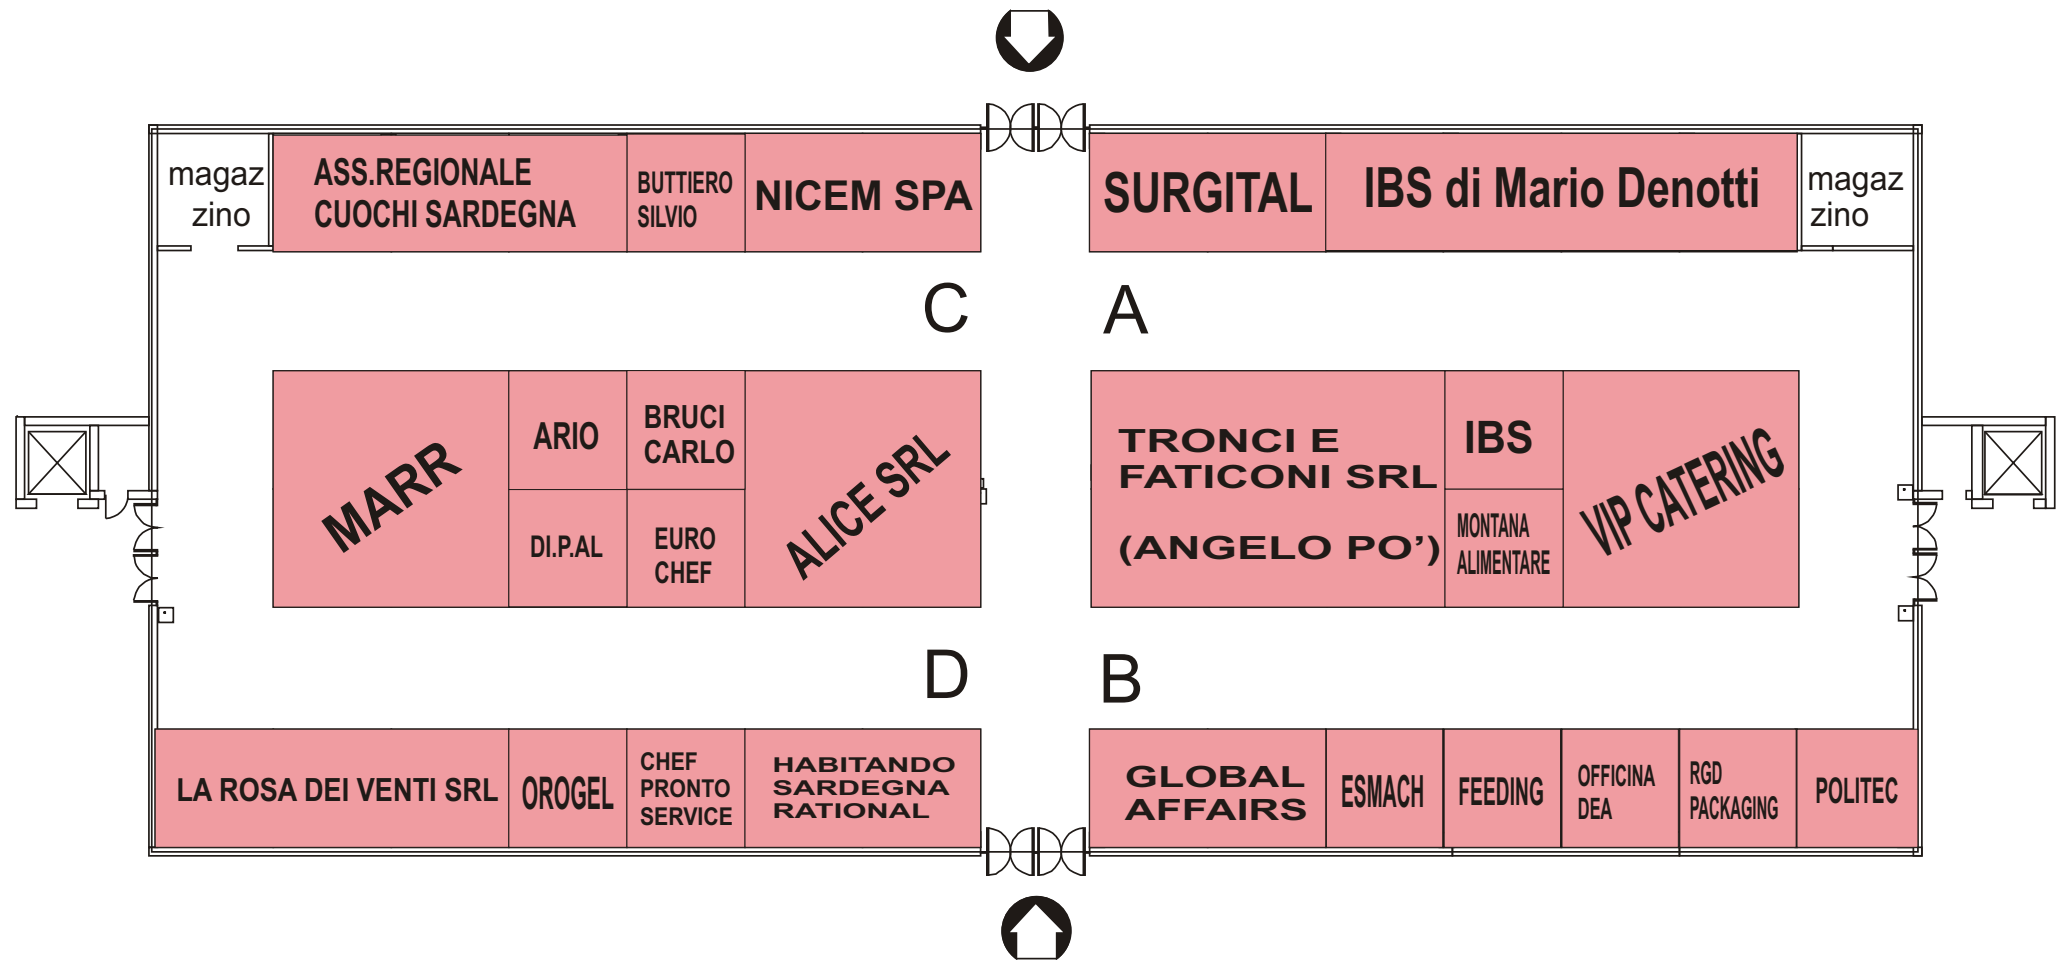 magaz
zino
ASS.REGIONALE
CUOCHI SARDEGNA
BUTTIERO
SILVIO
NICEM SPA
SURGITAL
IBS di Mario Denotti
magaz
zino
C
A
MARR
ARIO
BRUCI
CARLO
DI.P.AL
EURO
CHEF
ALICE SRL
TRONCI E
FATICONI SRL
(ANGELO PO’)
IBS
MONTANA
ALIMENTARE
VIP CATERING
D
B
LA ROSA DEI VENTI SRL
OROGEL
CHEF
PRONTO
SERVICE
HABITANDO
SARDEGNA
RATIONAL
GLOBAL
AFFAIRS
ESMACH
FEEDING
OFFICINA
DEA
RGD
PACKAGING
POLITEC